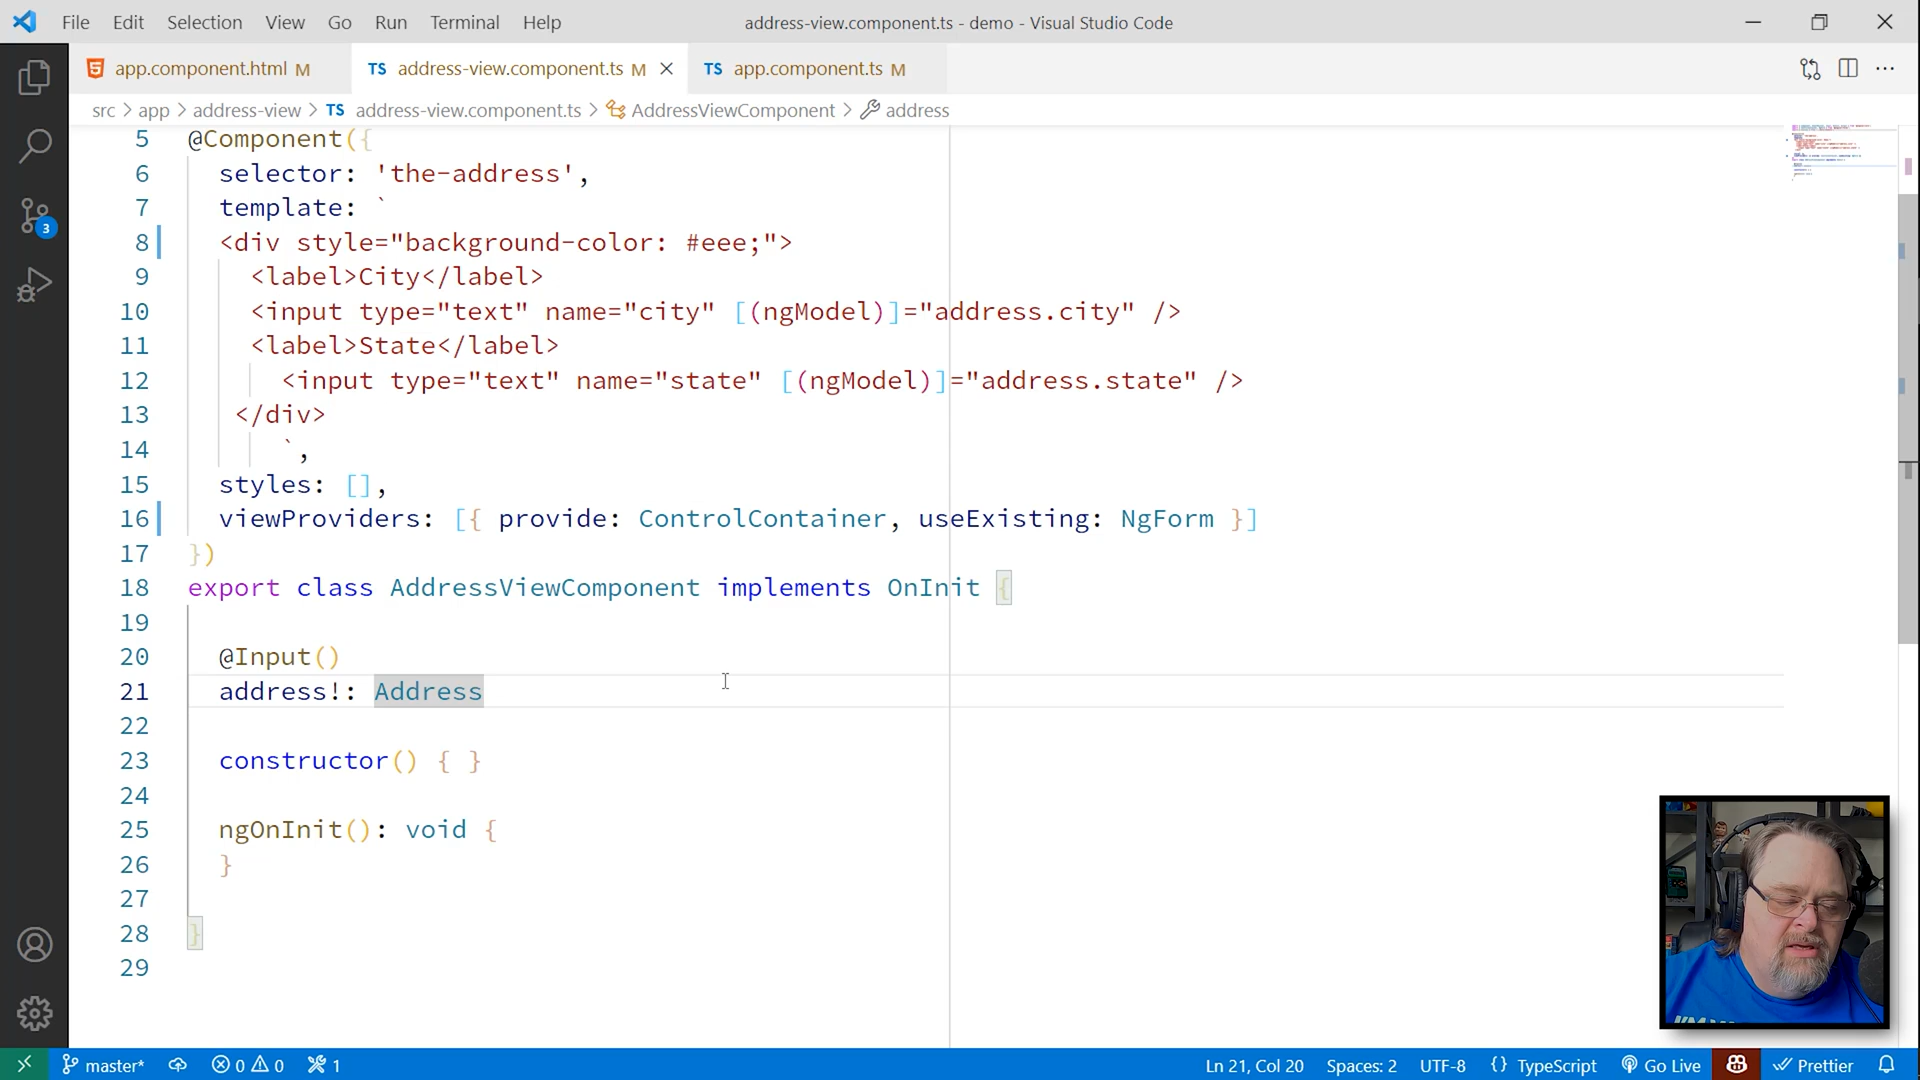 File Edit Selection View Go Run Terminal Help
address-view.component.ts - demo - Visual Studio Code
app.component.html M
TS address-view.component.ts M
TS app.component.ts M
src > app > address-view > TS address-view.component.ts > AddressViewComponent > address
5 @Component({
6 selector: 'the-address',
7 template: `
8 <div style="background-color: #eee;">
9 <label>City</label>
10 <input type="text" name="city" [(ngModel)]="address.city" />
11 <label>State</label>
12 <input type="text" name="state" [(ngModel)]="address.state" />
13 </div>
14 `,
15 styles: [],
16 viewProviders: [{ provide: ControlContainer, useExisting: NgForm }]
17 })
18 export class AddressViewComponent implements OnInit {
19
20 @Input()
21 address!: Address
22
23 constructor() { }
24
25 ngOnInit(): void {
26 }
27
28 }
29
3
master* 0 0 1
Ln 21, Col 20 Spaces: 2 UTF-8 {} TypeScript Go Live Prettier